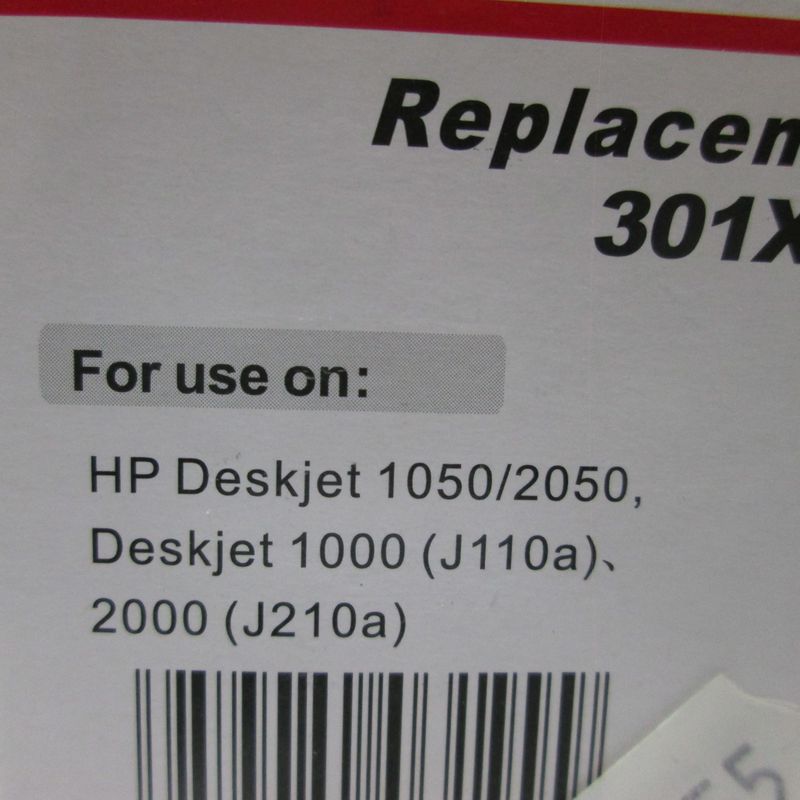 Replacem
301X
For use on:
HP Deskjet 1050/2050,
Deskjet 1000 (J110a)、
2000 (J210a)